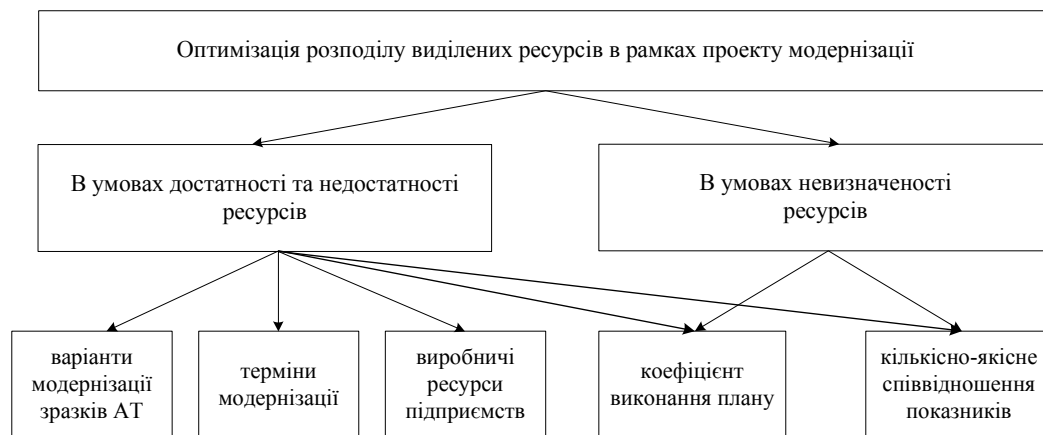 Оптимізація розподілу виділених ресурсів в рамках проекту модернізації
В умовах достатності та недостатності
ресурсів
В умовах невизначеності
ресурсів
варіанти
модернізації
зразків АТ
терміни
модернізації
виробничі
ресурси
підприємств
коефіцієнт
виконання плану
кількісно-якісне
співвідношення
показників